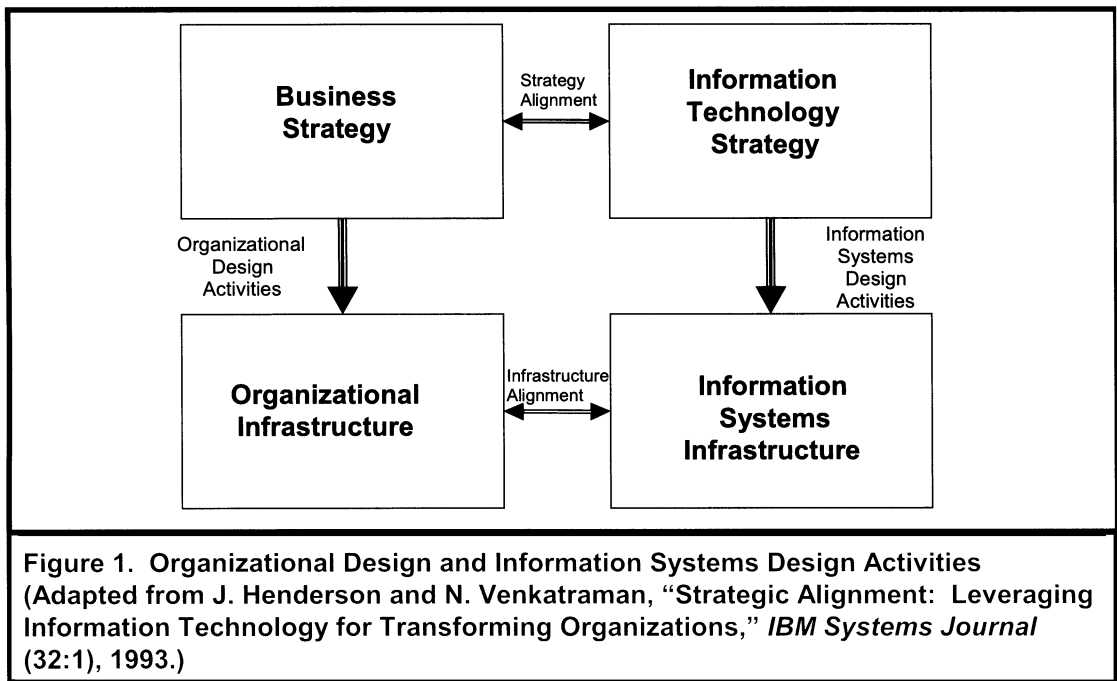 Business
Strategy
Strategy
Alignment
Information
Technology
Strategy
Organizational
Design
Activities
Information
Systems
Design
Activities
Organizational
Infrastructure
Infrastructure
Alignment
Information
Systems
Infrastructure
Figure 1. Organizational Design and Information Systems Design Activities
(Adapted from J. Henderson and N. Venkatraman, “Strategic Alignment: Leveraging
Information Technology for Transforming Organizations,” IBM Systems Journal
(32:1), 1993.)